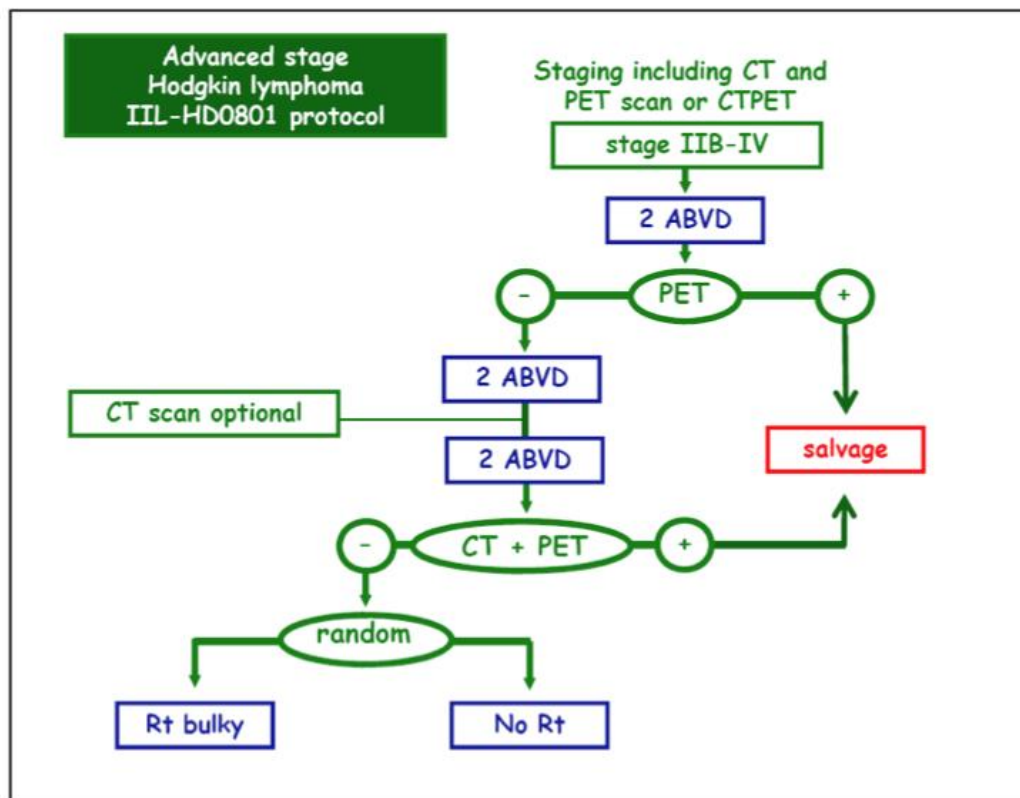 Advanced stage
Hodgkin lymphoma
IIL-HD0801 protocol
Staging including CT and
PET scan or CTPET
stage IIB-IV
2 ABVD
- PET +
2 ABVD
CT scan optional
2 ABVD
salvage
- CT + PET +
random
Rt bulky
No Rt